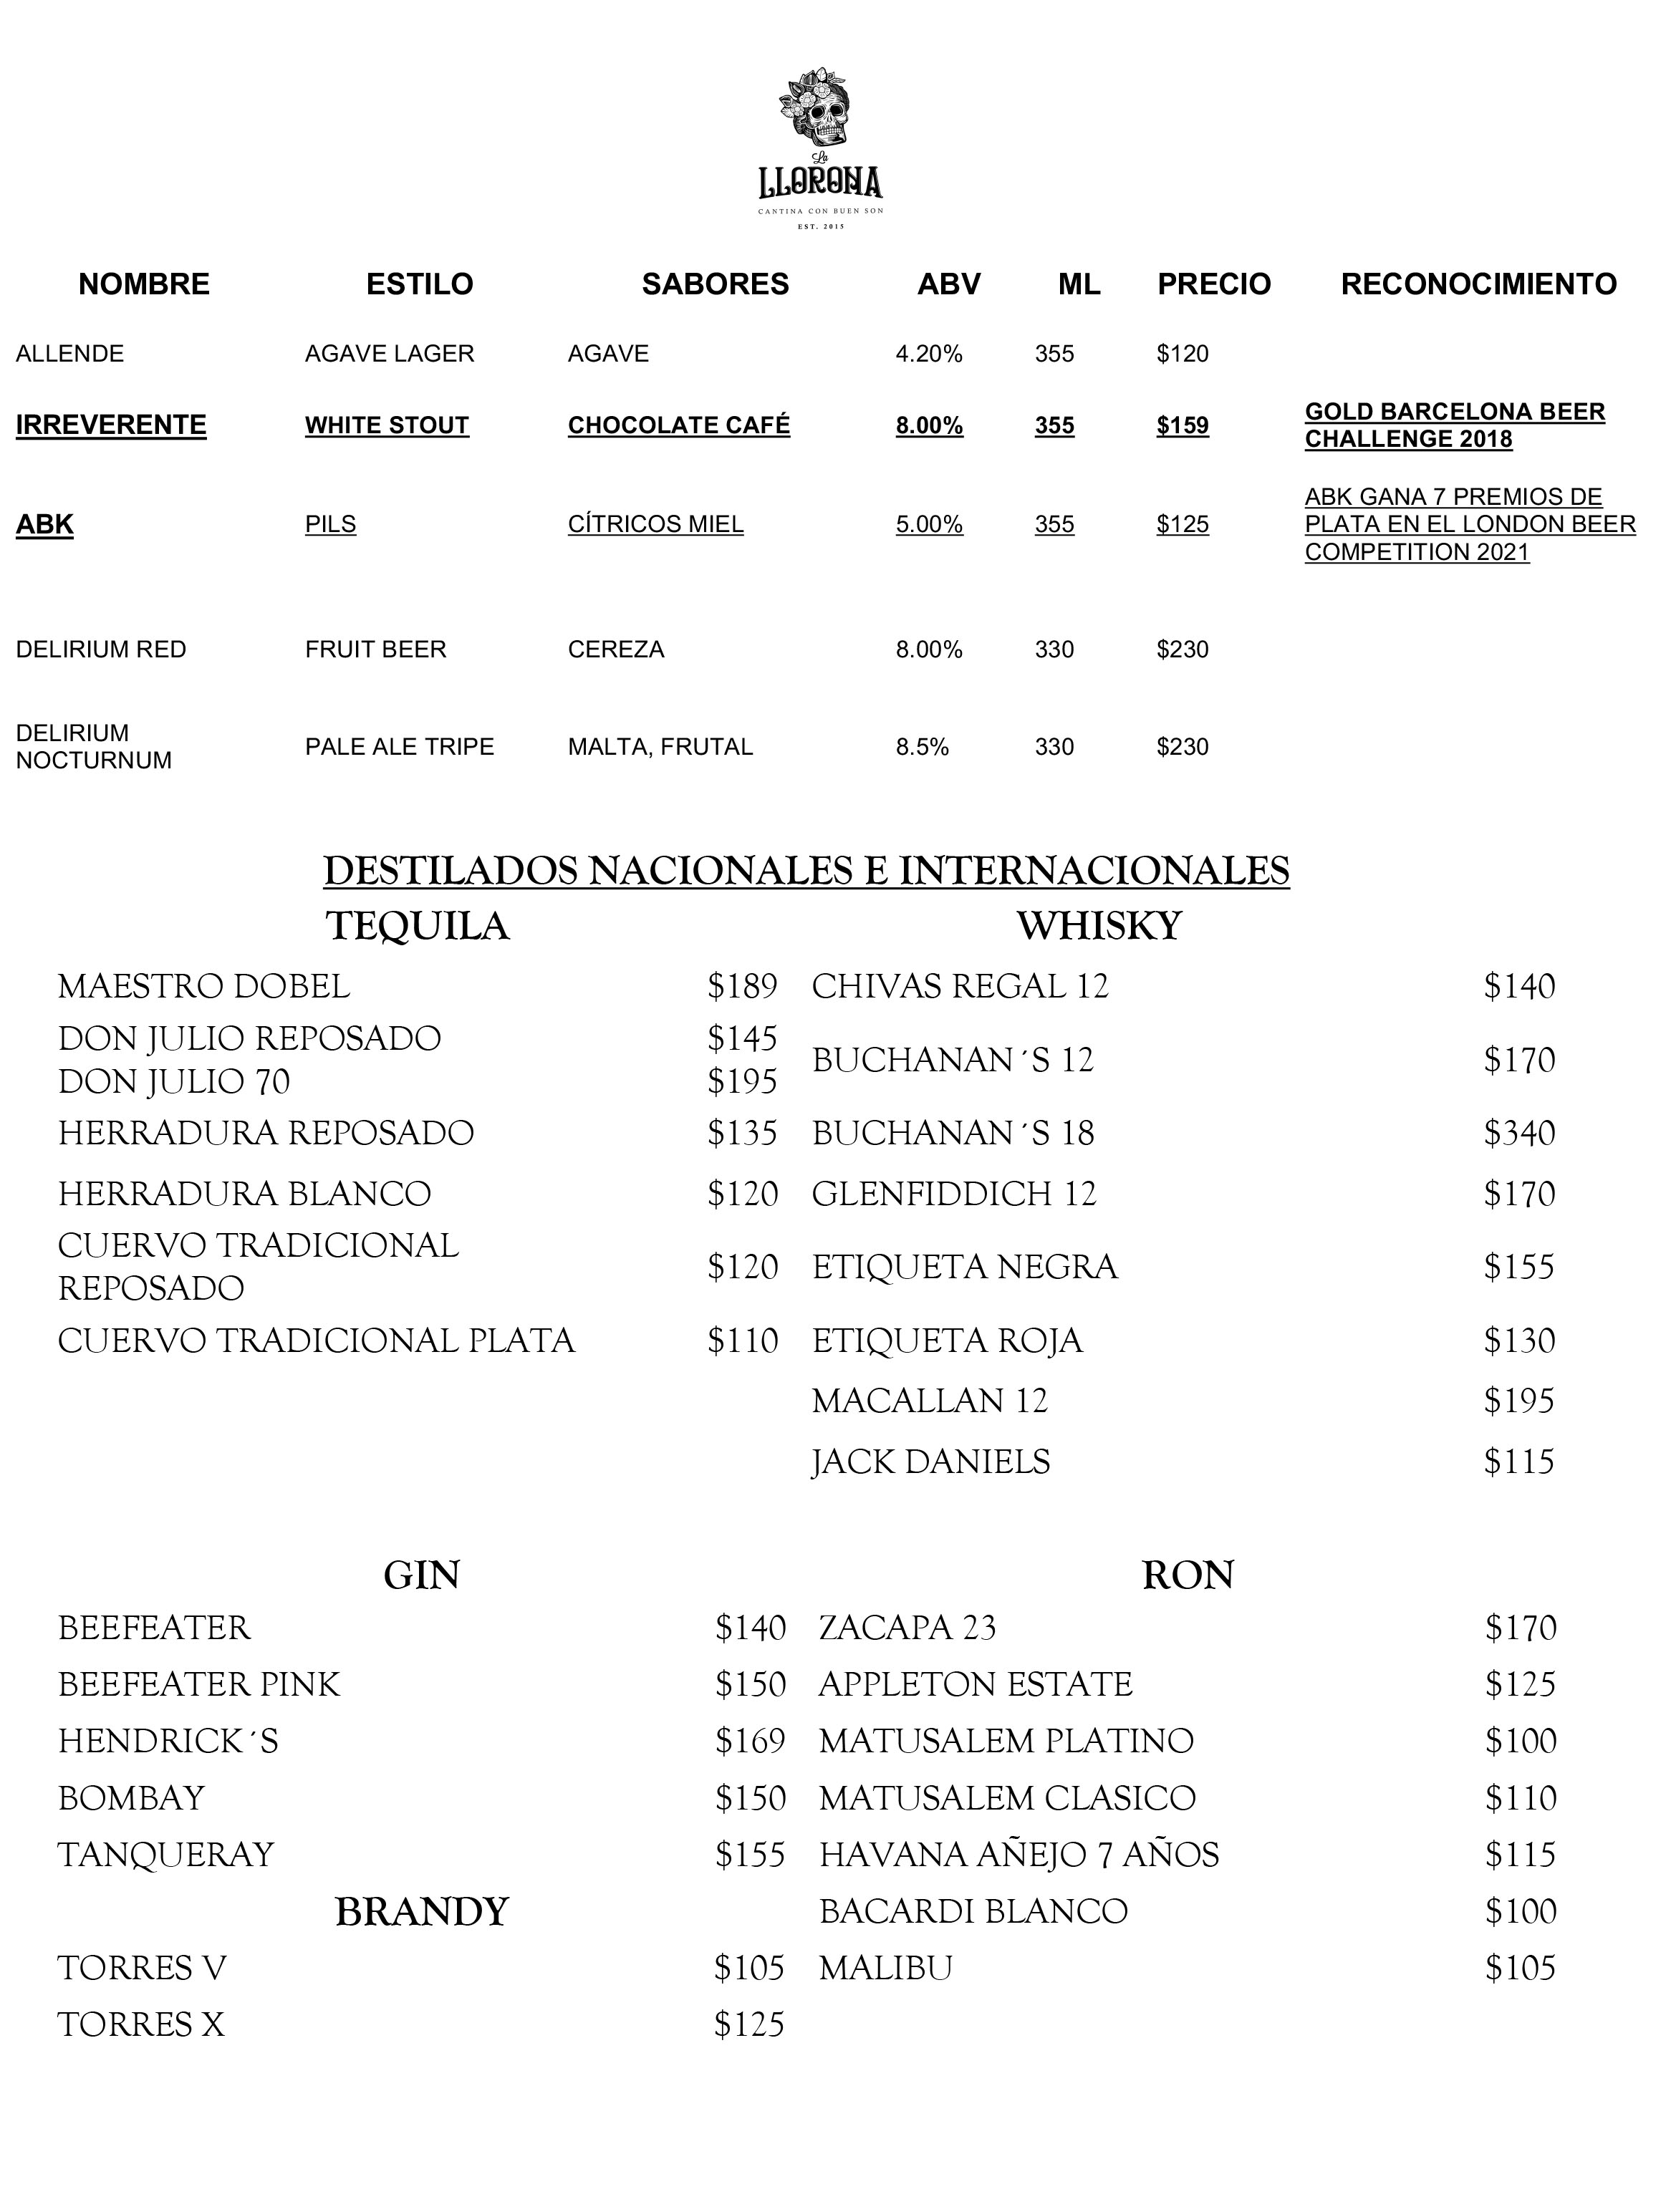 La
LLORONA
CANTINA CON BUEN SON
EST. 2015
NOMBRE ESTILO SABORES ABV ML PRECIO RECONOCIMIENTO
ALLENDE AGAVE LAGER AGAVE 4.20% 355 $120
IRREVERENTE WHITE STOUT CHOCOLATE CAFÉ 8.00% 355 $159 GOLD BARCELONA BEER
CHALLENGE 2018
ABK PILS CÍTRICOS MIEL 5.00% 355 $125 ABK GANA 7 PREMIOS DE
PLATA EN EL LONDON BEER
COMPETITION 2021
DELIRIUM RED FRUIT BEER CEREZA 8.00% 330 $230
DELIRIUM
NOCTURNUM PALE ALE TRIPE MALTA, FRUTAL 8.5% 330 $230
DESTILADOS NACIONALES E INTERNACIONALES
TEQUILA
MAESTRO DOBEL $189
DON JULIO REPOSADO $145
DON JULIO 70 $195
HERRADURA REPOSADO $135
HERRADURA BLANCO $120
CUERVO TRADICIONAL
REPOSADO $120
CUERVO TRADICIONAL PLATA $110
WHISKY
CHIVAS REGAL 12 $140
BUCHANAN´S 12 $170
BUCHANAN´S 18 $340
GLENFIDDICH 12 $170
ETIQUETA NEGRA $155
ETIQUETA ROJA $130
MACALLAN 12 $195
JACK DANIELS $115
GIN
BEEFEATER $140
BEEFEATER PINK $150
HENDRICK´S $169
BOMBAY $150
TANQUERAY $155
BRANDY
TORRES V $105
TORRES X $125
RON
ZACAPA 23 $170
APPLETON ESTATE $125
MATUSALEM PLATINO $100
MATUSALEM CLASICO $110
HAVANA AÑEJO 7 AÑOS $115
BACARDI BLANCO $100
MALIBU $105